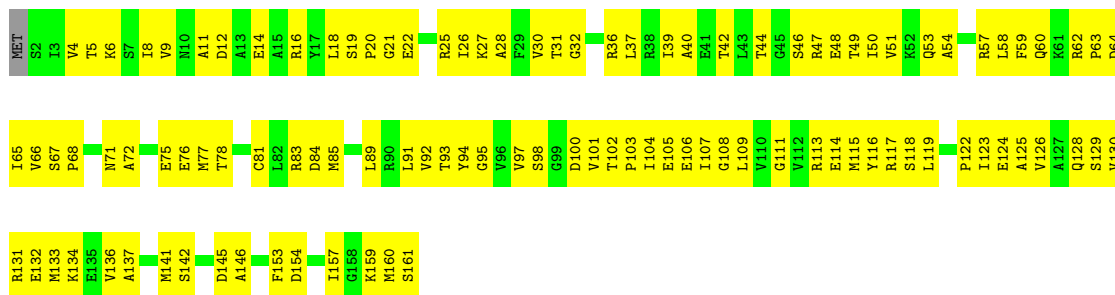 MET S2 I3 V4 T5 K6 S7 I8 V9 N10 A11 D12 A13 E14 A15 R16 Y17 L18 S19 P20 G21 E22 R25 I26 K27 A28 F29 V30 T31 G32 R36 L37 R38 I39 A40 E41 T42 L43 T44 G45 S46 R47 E48 T49 I50 V51 K52 Q53 A54 R57 L58 F59 Q60 K61 R62 P63
I65 V66 S67 P68 N71 A72 E75 E76 M77 T78 C81 L82 R83 D84 M85 L89 R90 L91 V92 T93 Y94 G95 V96 V97 S98 G99 D100 V101 T102 P103 I104 E105 E106 I107 G108 L109 V110 G111 V112 R113 E114 M115 Y116 R117 S118 L119 P122 I123 E124 A125 V126 A127 Q128 S129
R131 E132 M133 K134 E135 V136 A137 M141 S142 D145 A146 F153 D154 I157 G158 K159 M160 S161